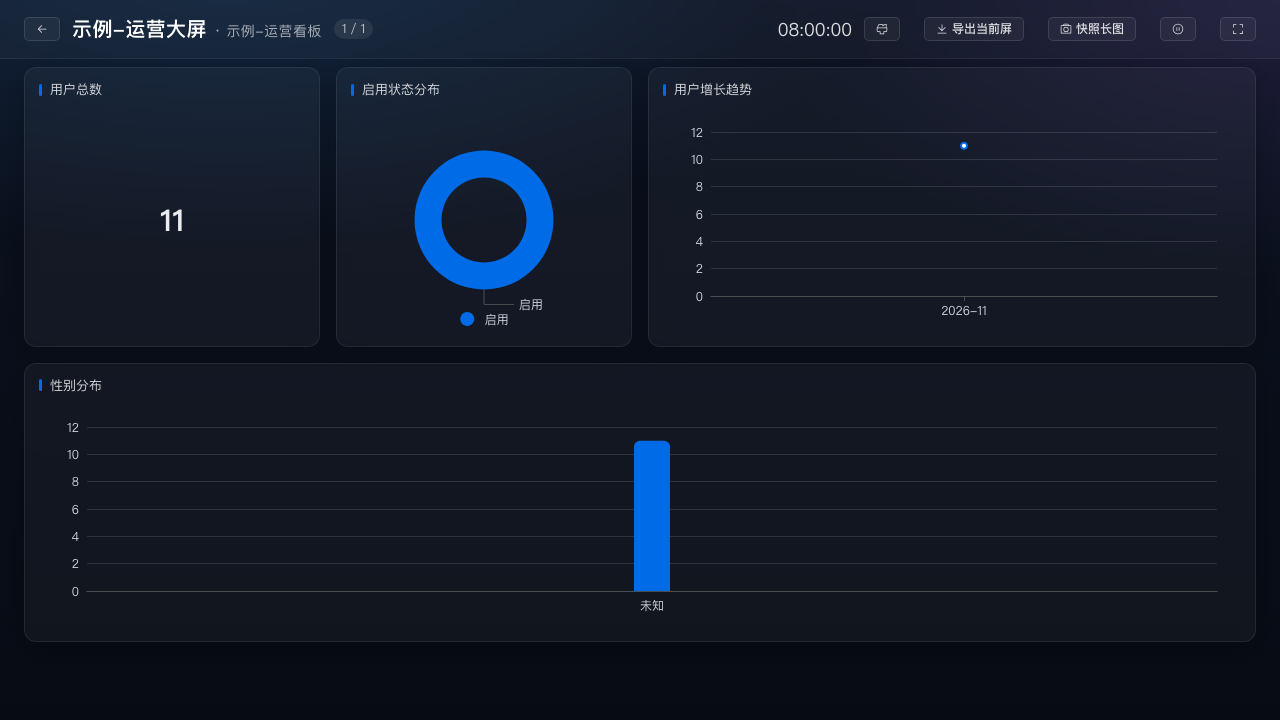 示例-运营大屏 · 示例-运营看板 1 / 1
08:00:00 导出当前屏 快照长图
用户总数
11
启用状态分布
启用
启用
用户增长趋势
12
10
8
6
4
2
0
2026-11
性别分布
12
10
8
6
4
2
0
未知